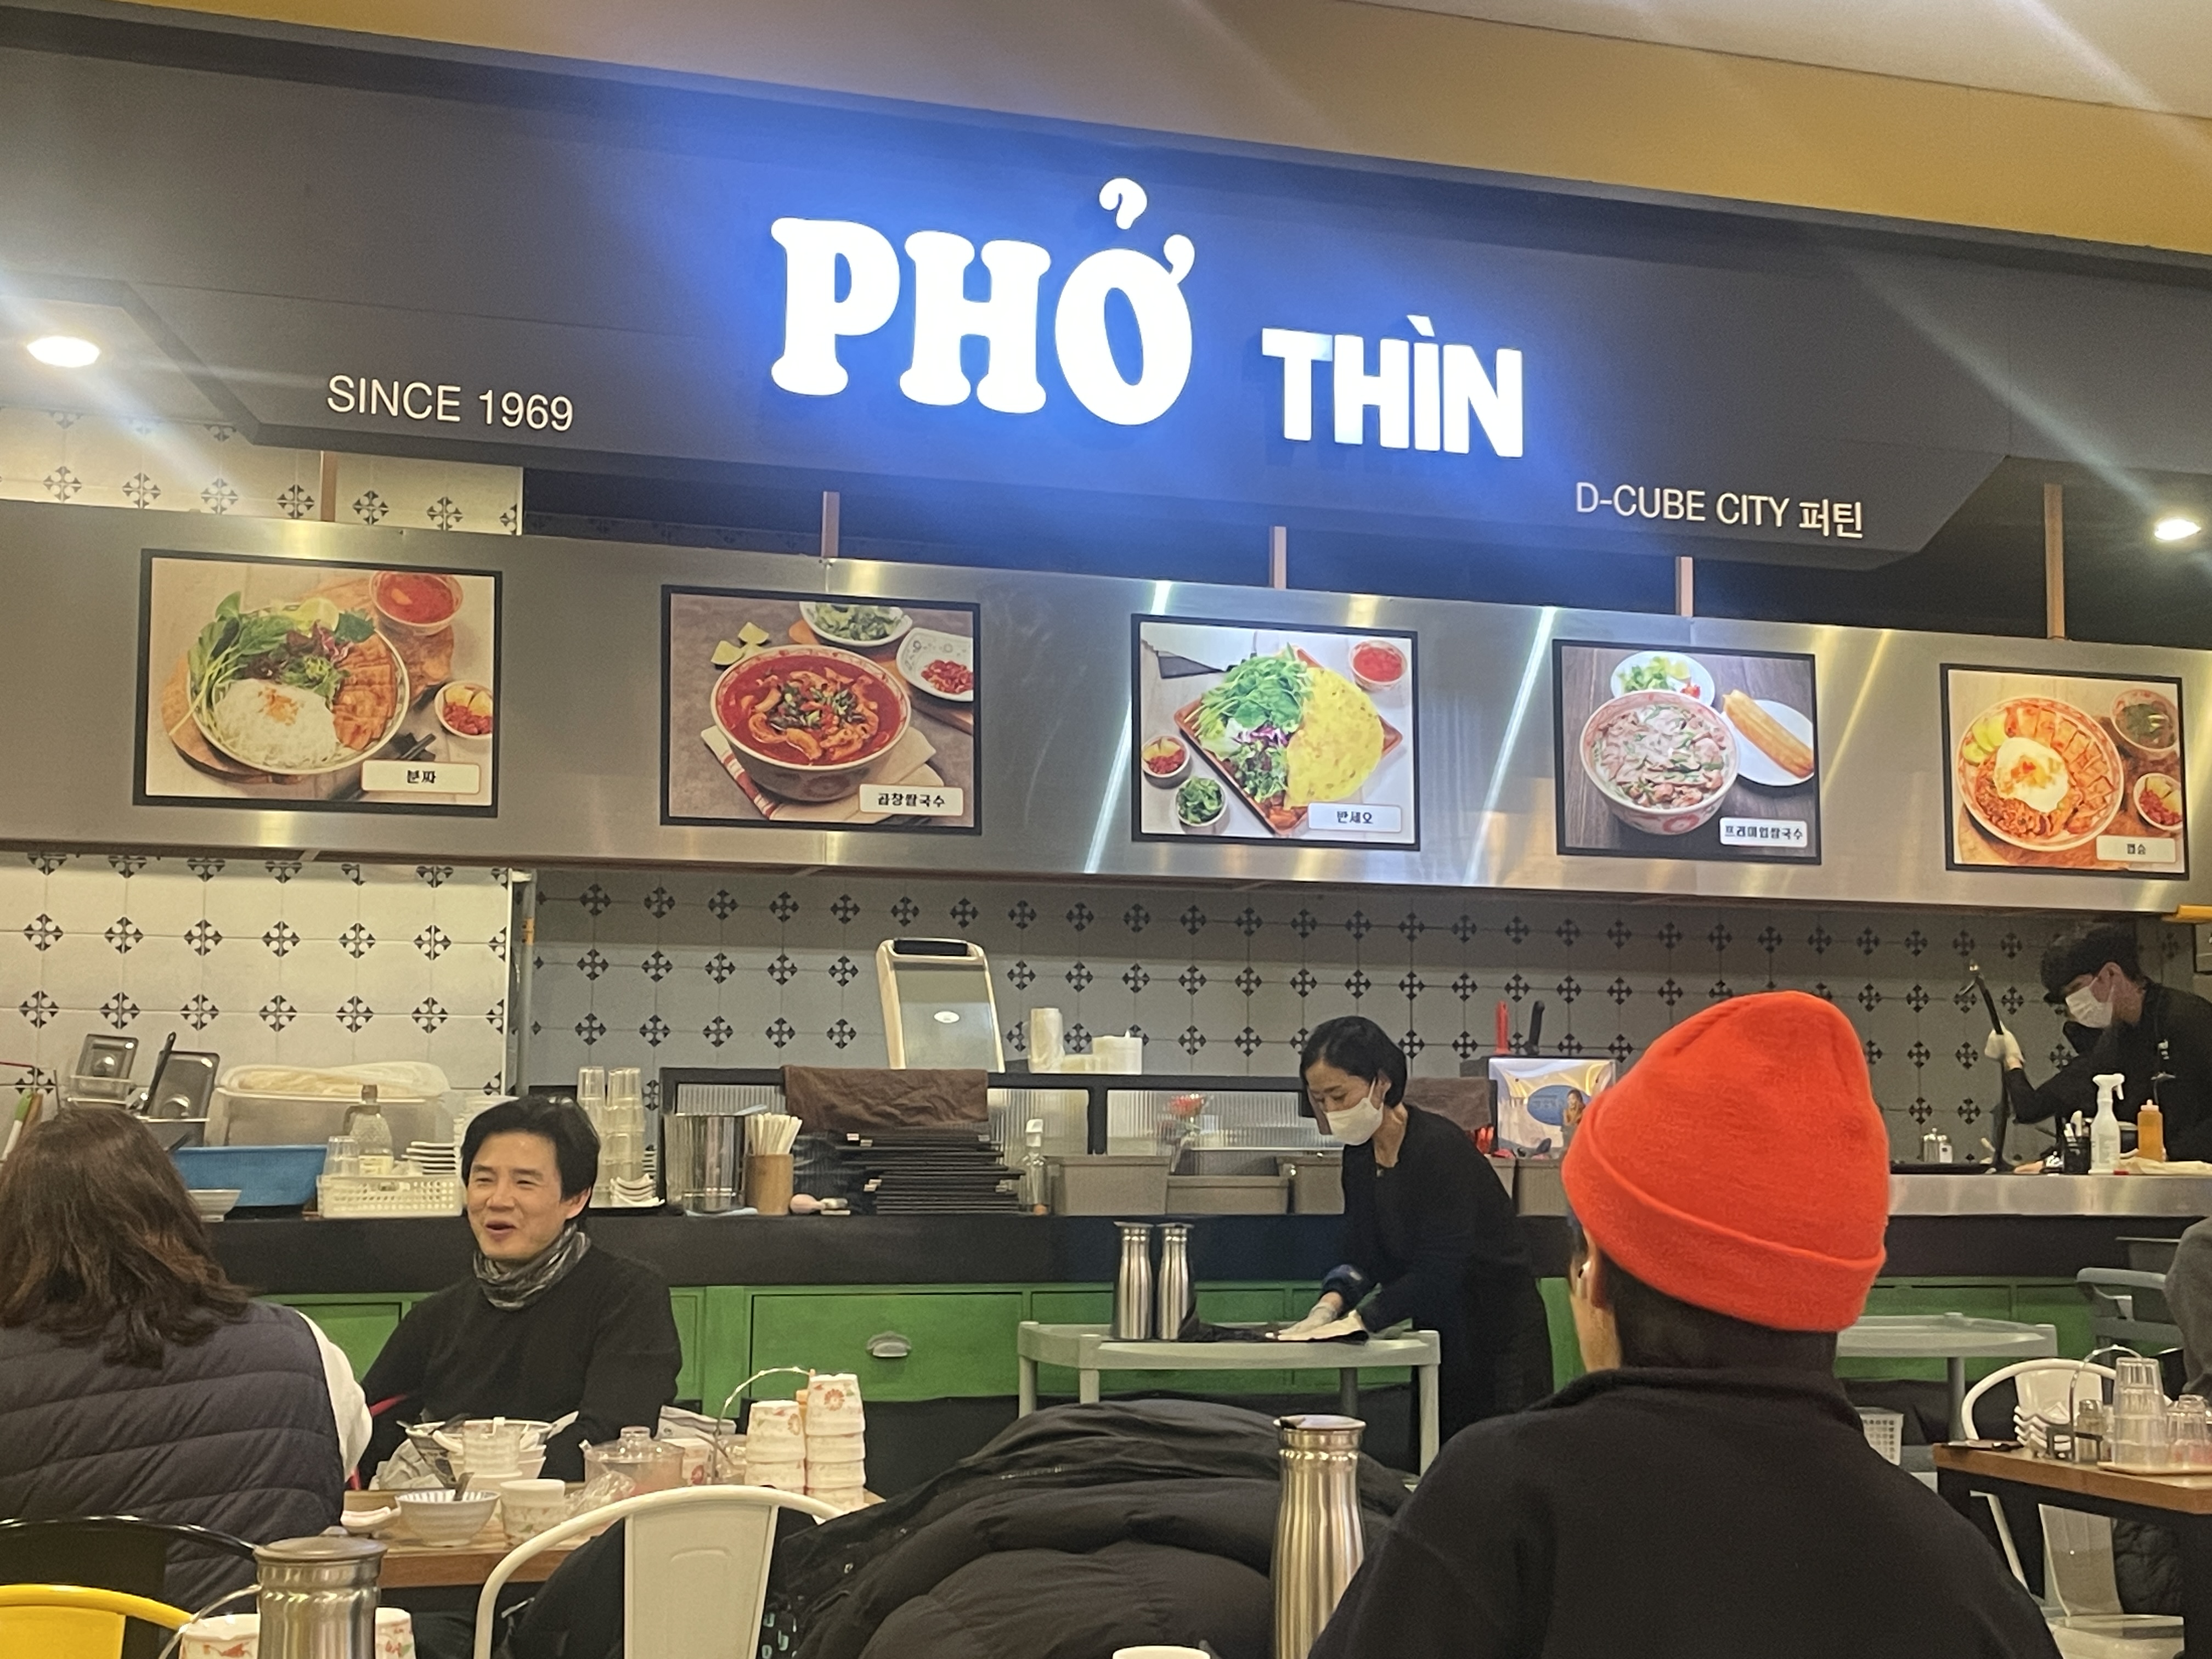 PHỞ THÌN
SINCE 1969
D-CUBE CITY 퍼틴
분짜
곱창쌀국수
반세오
프리미엄쌀국수
껌슝